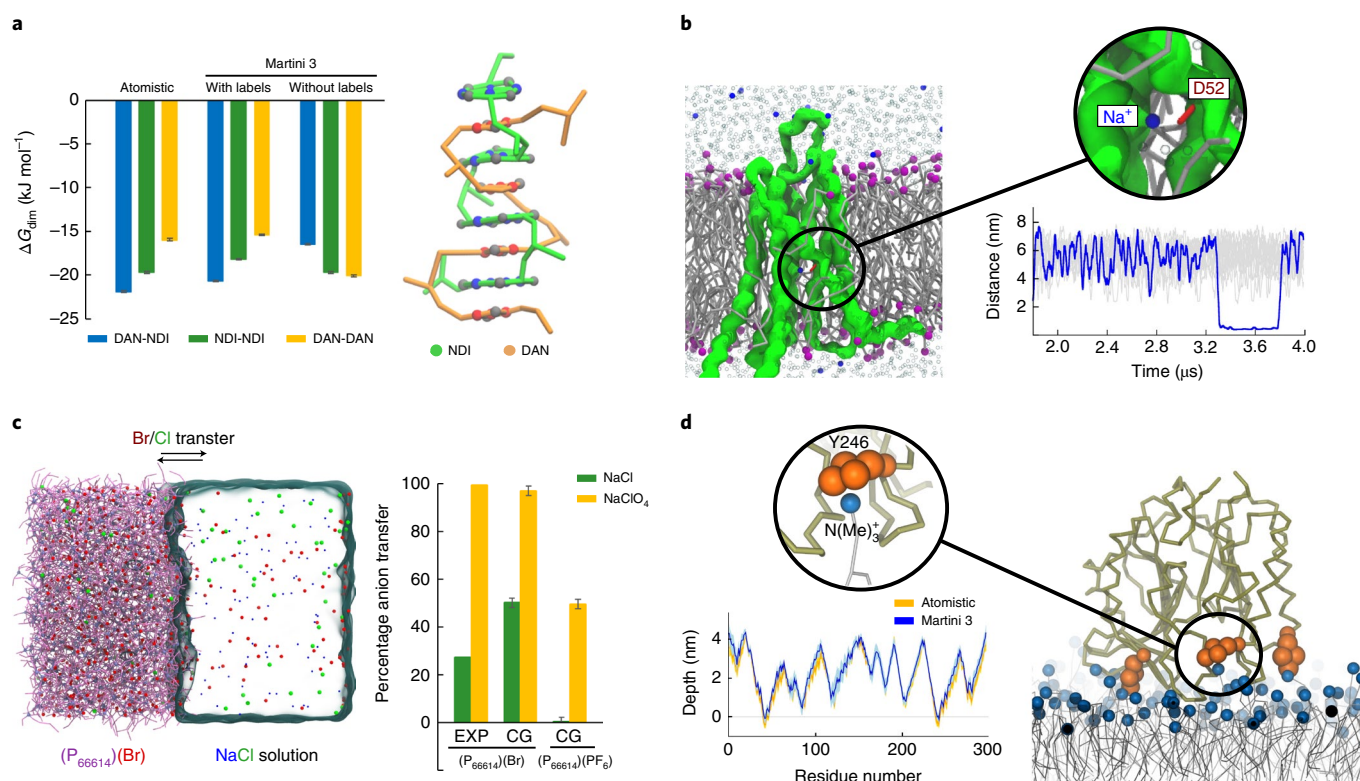 a
Martini 3
Atomistic
With labels
Without labels
0
−5
−10
−15
−20
−25
ΔG_dim (kJ mol⁻¹)
DAN-NDI
NDI-NDI
DAN-DAN
NDI
DAN
b
Na⁺
D52
8
6
4
2
Distance (nm)
1.8
2.4
2.8
3.2
3.6
4.0
Time (μs)
c
Br/Cl transter
(P₆₆₆₁₄)(Br)
NaCl solution
NaCl
NaClO₄
100
80
60
40
20
0
Percentage anion transfer
EXP
CG
CG
(P₆₆₆₁₄)(Br)
(P₆₆₆₁₄)(PF₆)
d
Y246
N(Me)₃⁺
Atomistic
Martini 3
4
2
0
Depth (nm)
0
100
200
300
Residue number